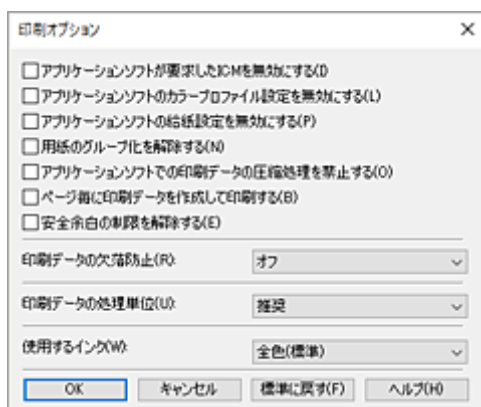 印刷オプション
アプリケーションソフトが要求したICMを無効にする(I
アプリケーションソフトのカラープロファイル設定を無効にする(L)
アプリケーションソフトの給紙設定を無効にする(P)
用紙のグループ化を解除する(N)
アプリケーションソフトでの印刷データの圧縮処理を禁止する(O)
ページ毎に印刷データを作成して印刷する(B)
安全余白の制限を解除する(E)
印刷データの欠落防止(R): オフ
印刷データの処理単位(U): 推奨
使用するインク(W): 全色(標準)
OK キャンセル 標準に戻す(F) ヘルプ(H)